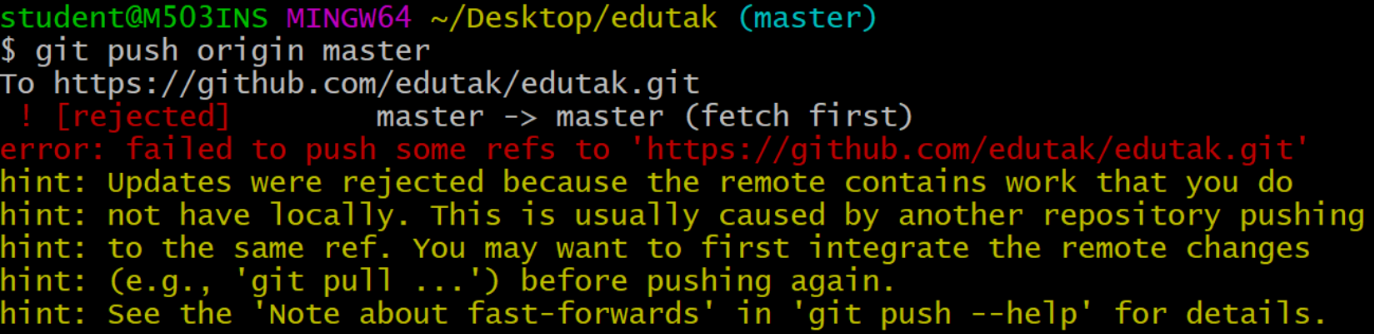 student@M503INS MINGW64 ~/Desktop/edutak (master)
$ git push origin master
To https://github.com/edutak/edutak.git
 ! [rejected]        master -> master (fetch first)
error: failed to push some refs to 'https://github.com/edutak/edutak.git'
hint: Updates were rejected because the remote contains work that you do
hint: not have locally. This is usually caused by another repository pushing
hint: to the same ref. You may want to first integrate the remote changes
hint: (e.g., 'git pull ...') before pushing again.
hint: See the 'Note about fast-forwards' in 'git push --help' for details.